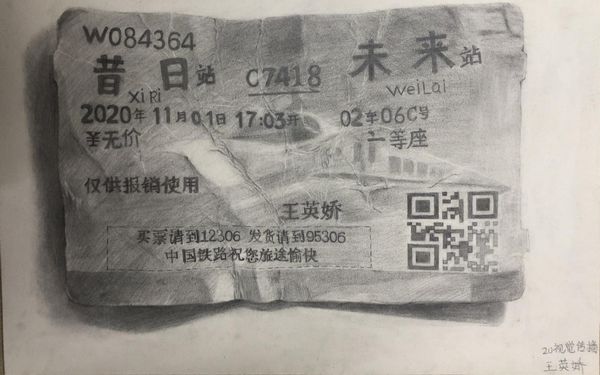 W084364
昔日站 C7418 未来站
XiRi WeiLai
2020年11月01日17:03开 02车06C号
¥无价 二等座
仅供报销使用
王英娇
买票请到12306 发货请到95306
中国铁路祝您旅途愉快
20视觉传播
王英娇